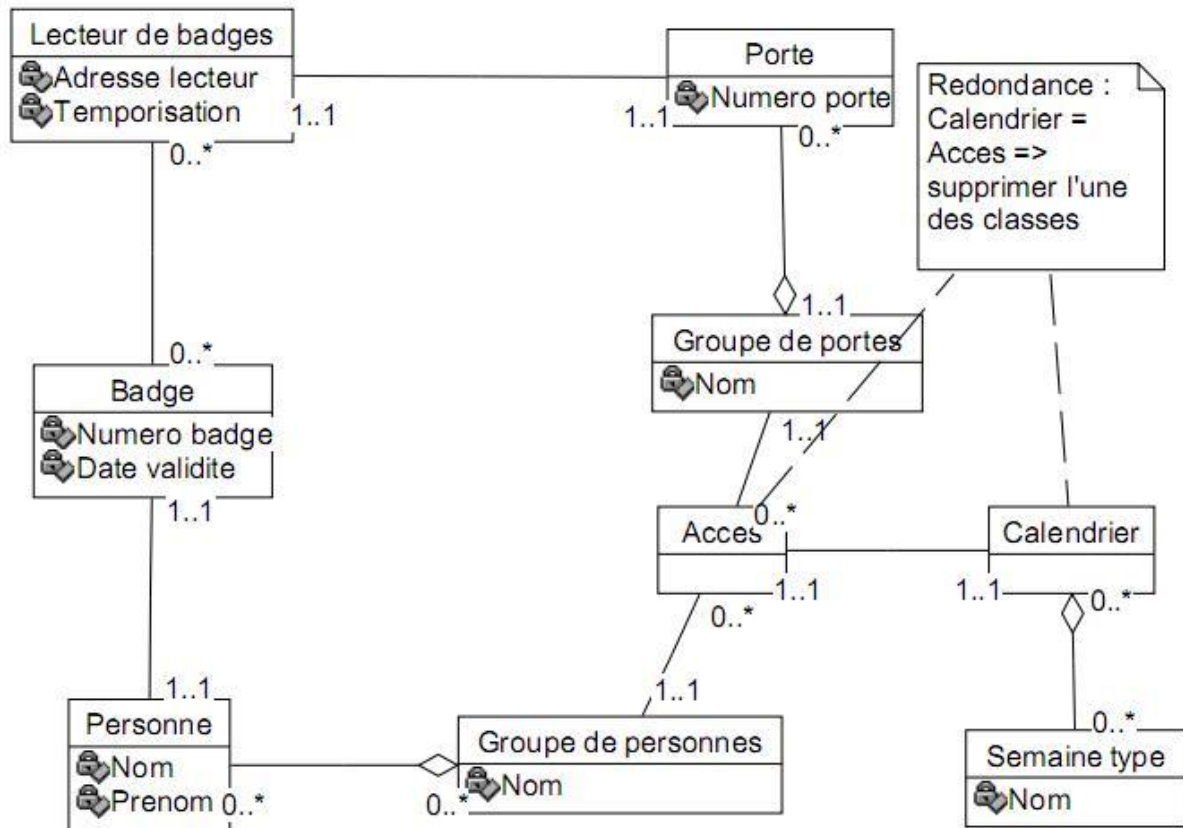 Lecteur de badges
Adresse lecteur
Temporisation
1..1
0..*
Porte
Numero porte
1..1
0..*
Redondance :
Calendrier =
Acces =>
supprimer l'une
des classes
1..1
Groupe de portes
Nom
1..1
0..*
Badge
Numero badge
Date validite
1..1
0..*
Acces
0..*
1..1
Calendrier
1..1
0..*
1..1
Personne
Nom
Prenom
0..*
1..1
Groupe de personnes
Nom
0..*
0..*
Semaine type
Nom